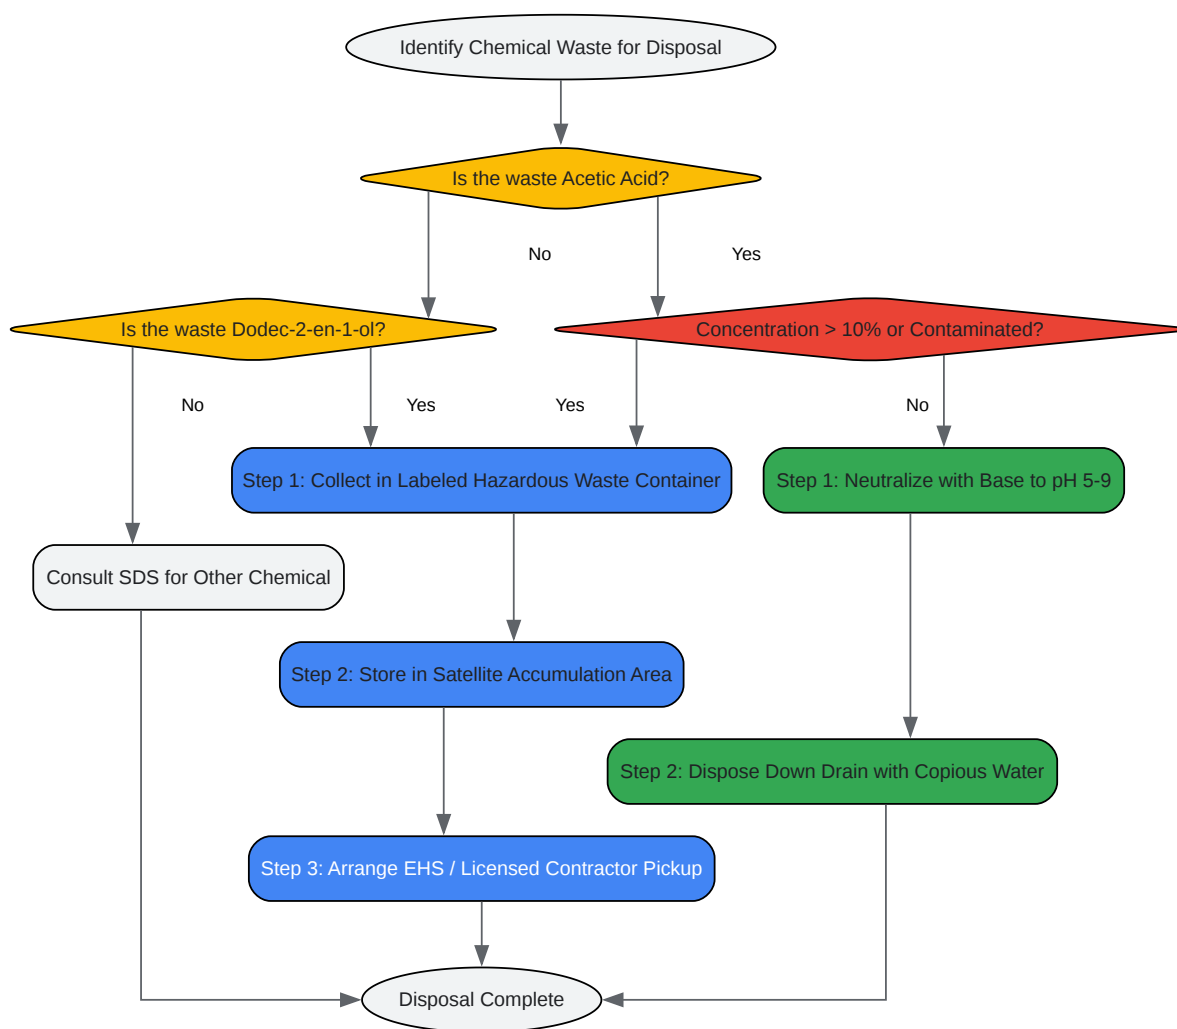 Identify Chemical Waste for Disposal
Is the waste Acetic Acid?
No
Yes
Is the waste Dodec-2-en-1-ol?
Concentration > 10% or Contaminated?
No
Yes
Yes
No
Step 1: Collect in Labeled Hazardous Waste Container
Step 1: Neutralize with Base to pH 5-9
Consult SDS for Other Chemical
Step 2: Store in Satellite Accumulation Area
Step 2: Dispose Down Drain with Copious Water
Step 3: Arrange EHS / Licensed Contractor Pickup
Disposal Complete